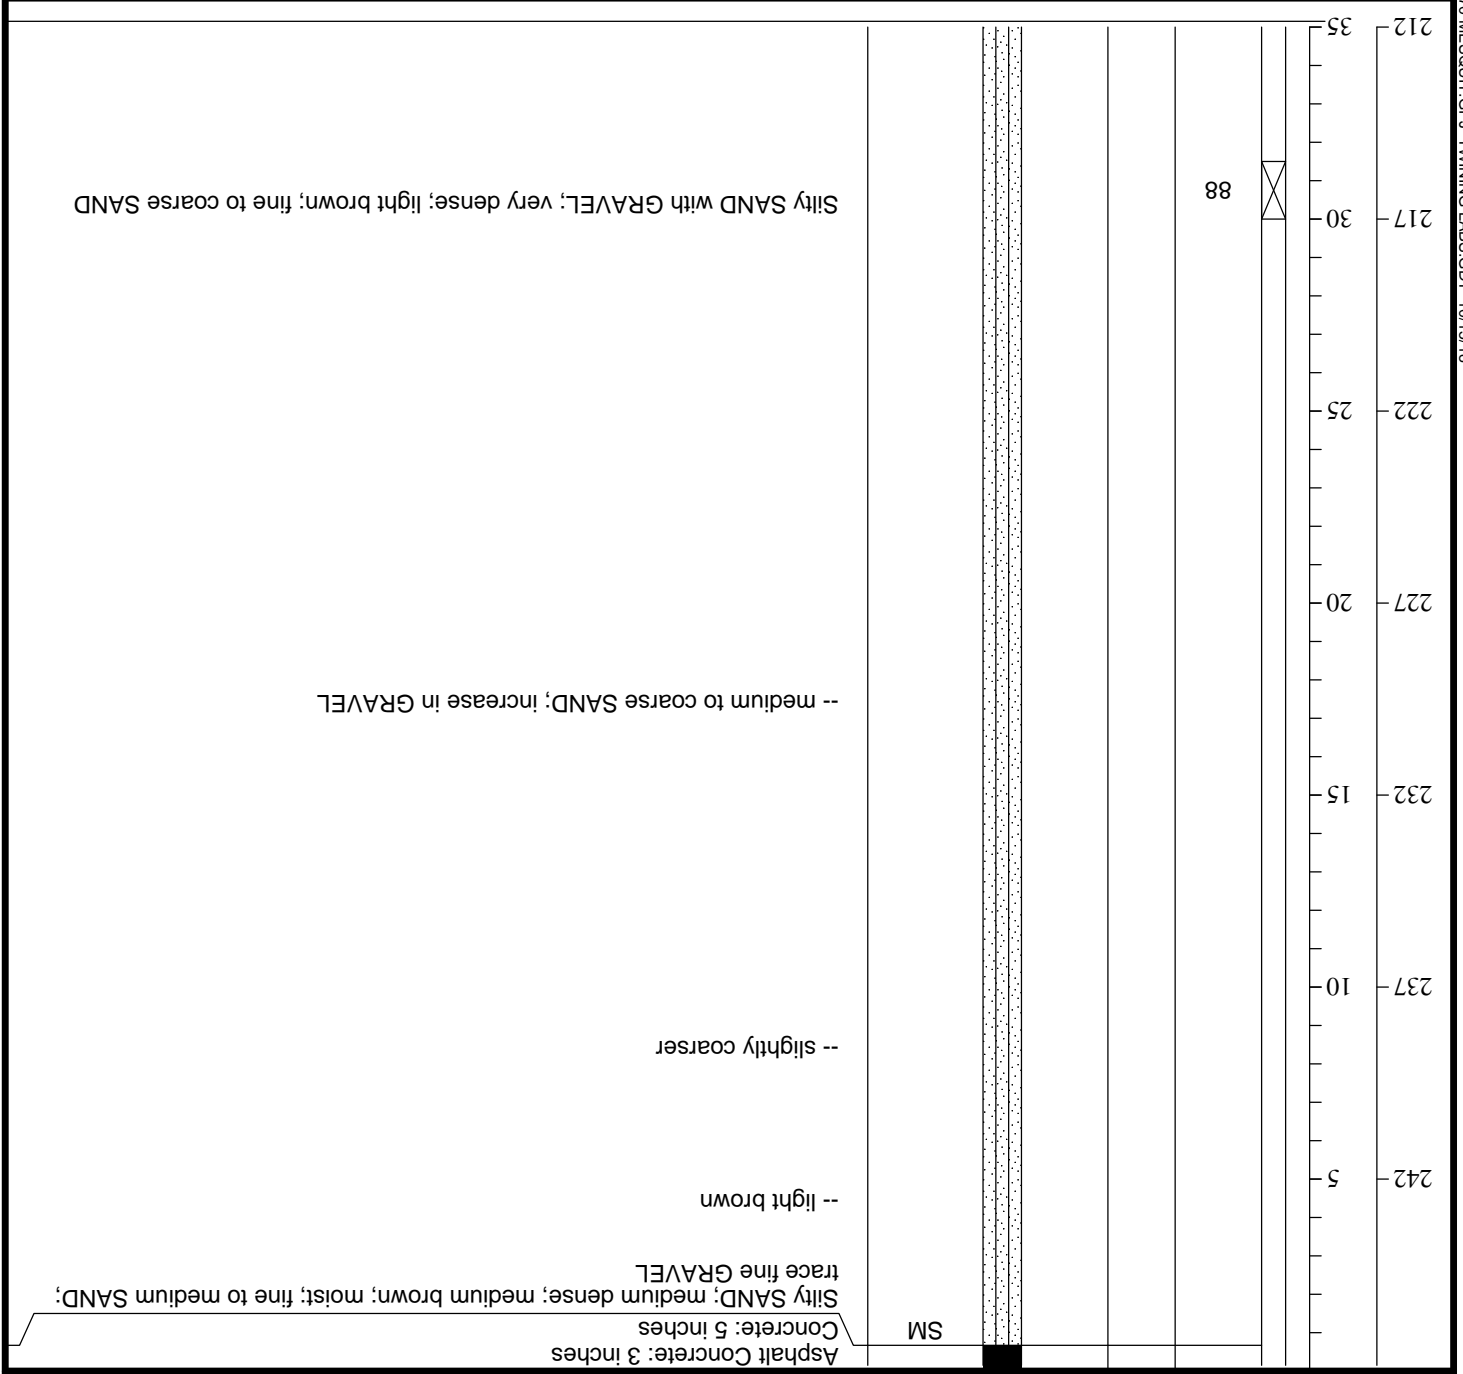 Asphalt Concrete: 3 inches
SM
Concrete: 5 inches
Silty SAND; medium dense; medium brown; moist; fine to medium SAND;
trace fine GRAVEL
-- light brown
242
5
-- slightly coarser
237
10
232
15
-- medium to coarse SAND; increase in GRAVEL
227
20
222
25
217
30
88
Silty SAND with GRAVEL; very dense; light brown; fine to coarse SAND
212
35